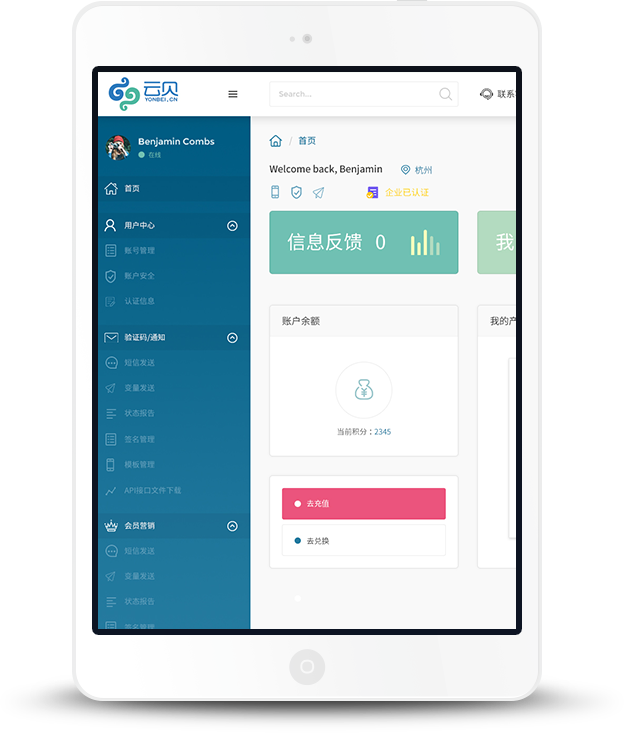 云贝
YONBEI.CN
Search...
联系
Benjamin Combs
在线
首页
用户中心
账号管理
账户安全
认证信息
验证码/通知
短信发送
变量发送
状态报告
签名管理
模板管理
API接口文件下载
会员营销
短信发送
变量发送
状态报告
签名管理
/ 首页
Welcome back, Benjamin
杭州
企业已认证
信息反馈 0
我
账户余额
我的产
当前积分：2345
去充值
去兑换